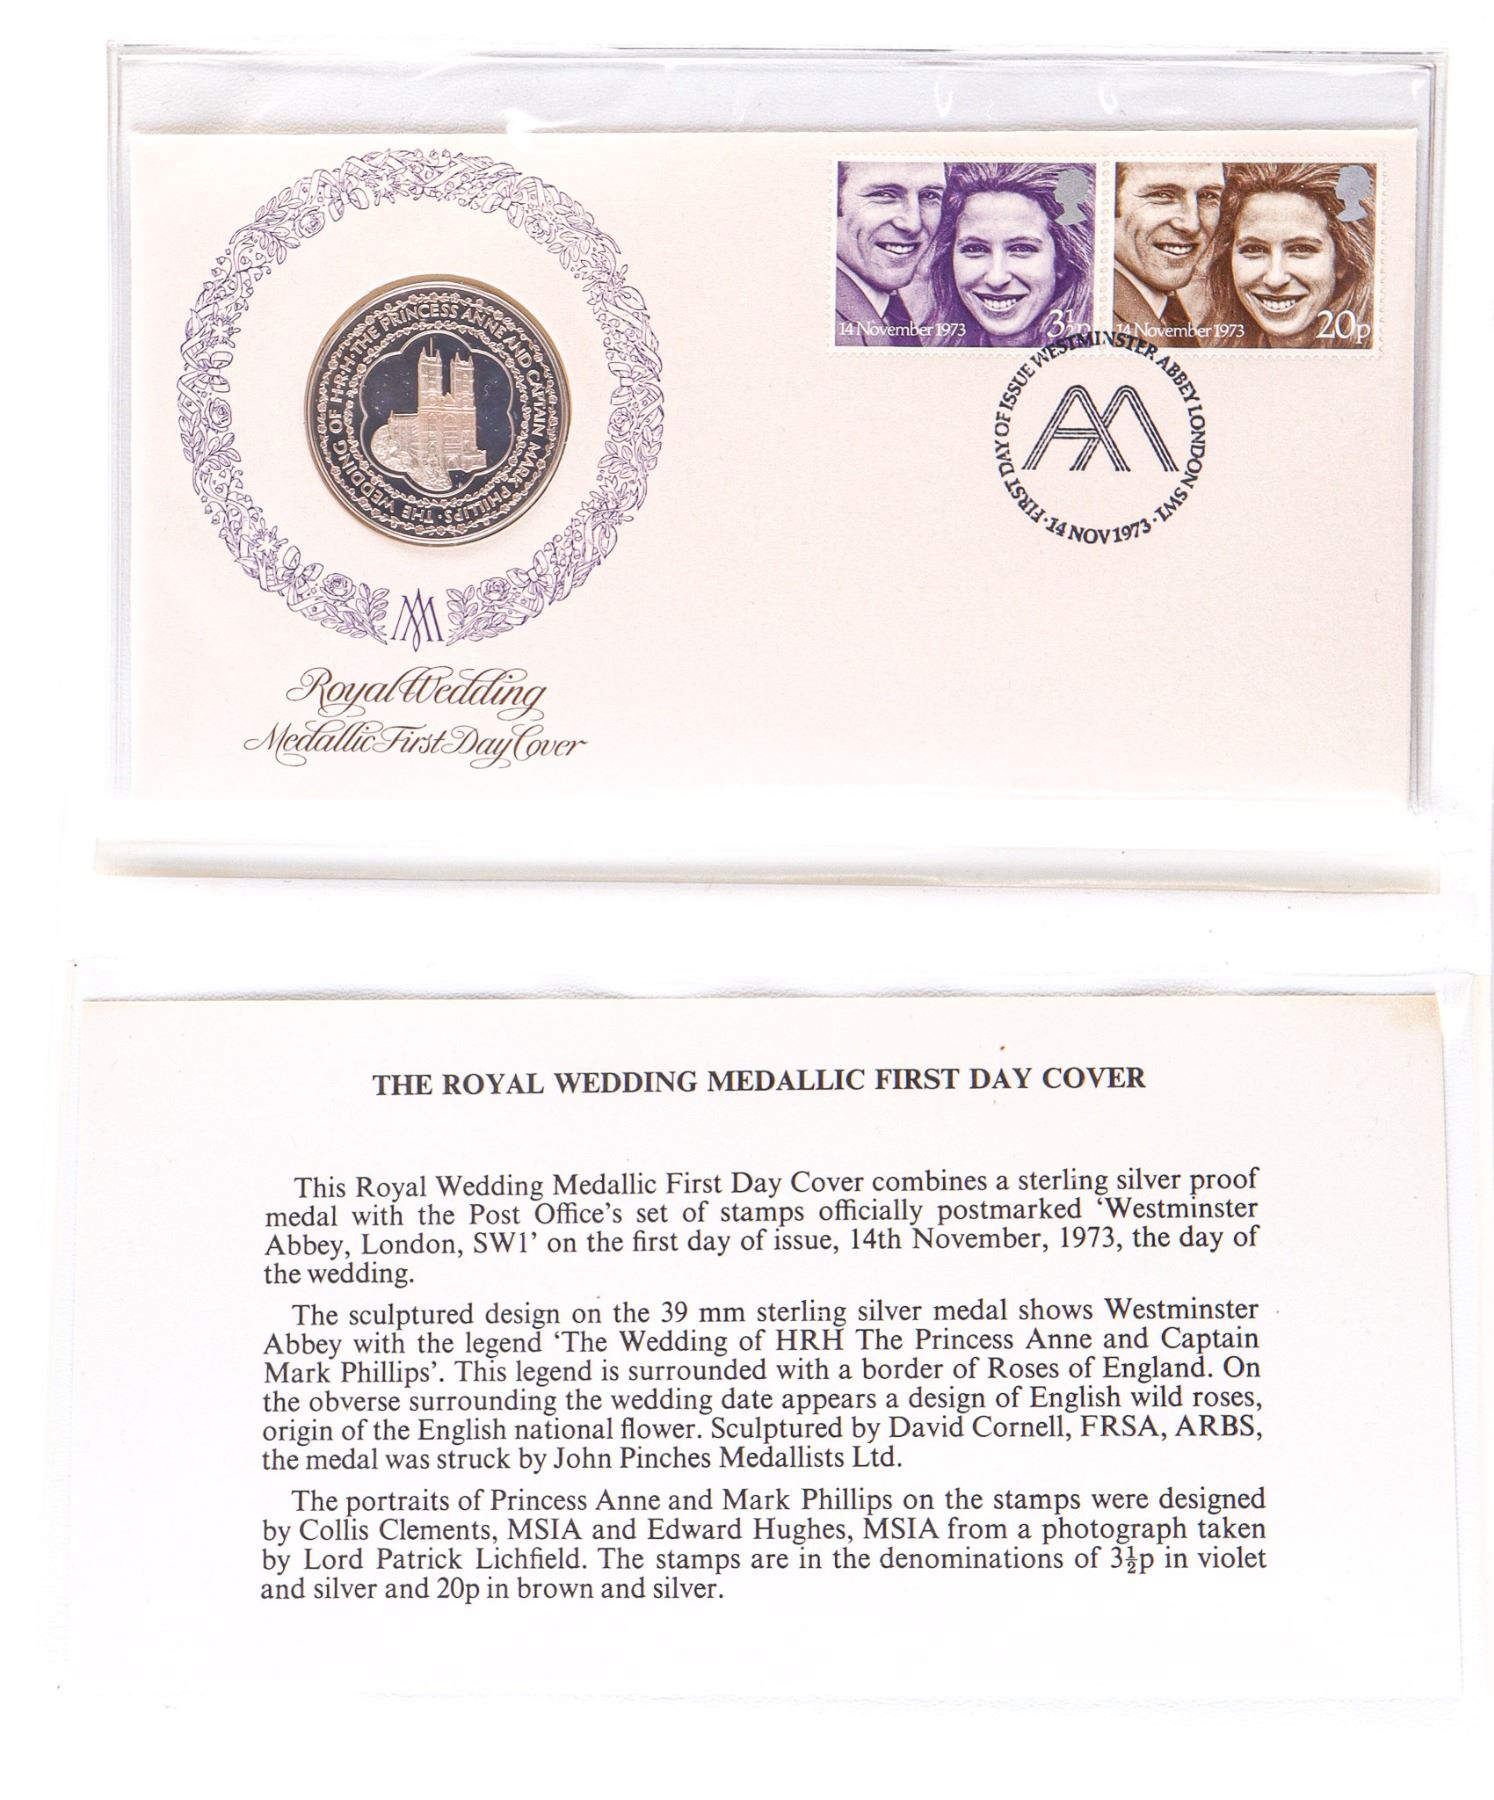 THE WEDDING OF H·R·H·THE PRINCESS ANNE AND CAPTAIN MARK PHILLIPS·
14 November 1973
3½p
14 November 1973
20p
FIRST DAY OF ISSUE WESTMINSTER ABBEY LONDON SW1·
·14 NOV 1973·
AM
AM
Royal Wedding
Medallic First Day Cover
THE ROYAL WEDDING MEDALLIC FIRST DAY COVER
This Royal Wedding Medallic First Day Cover combines a sterling silver proof
medal with the Post Office’s set of stamps officially postmarked ‘Westminster
Abbey, London, SW1’ on the first day of issue, 14th November, 1973, the day of
the wedding.
The sculptured design on the 39 mm sterling silver medal shows Westminster
Abbey with the legend ‘The Wedding of HRH The Princess Anne and Captain
Mark Phillips’. This legend is surrounded with a border of Roses of England. On
the obverse surrounding the wedding date appears a design of English wild roses,
origin of the English national flower. Sculptured by David Cornell, FRSA, ARBS,
the medal was struck by John Pinches Medallists Ltd.
The portraits of Princess Anne and Mark Phillips on the stamps were designed
by Collis Clements, MSIA and Edward Hughes, MSIA from a photograph taken
by Lord Patrick Lichfield. The stamps are in the denominations of 3½p in violet
and silver and 20p in brown and silver.